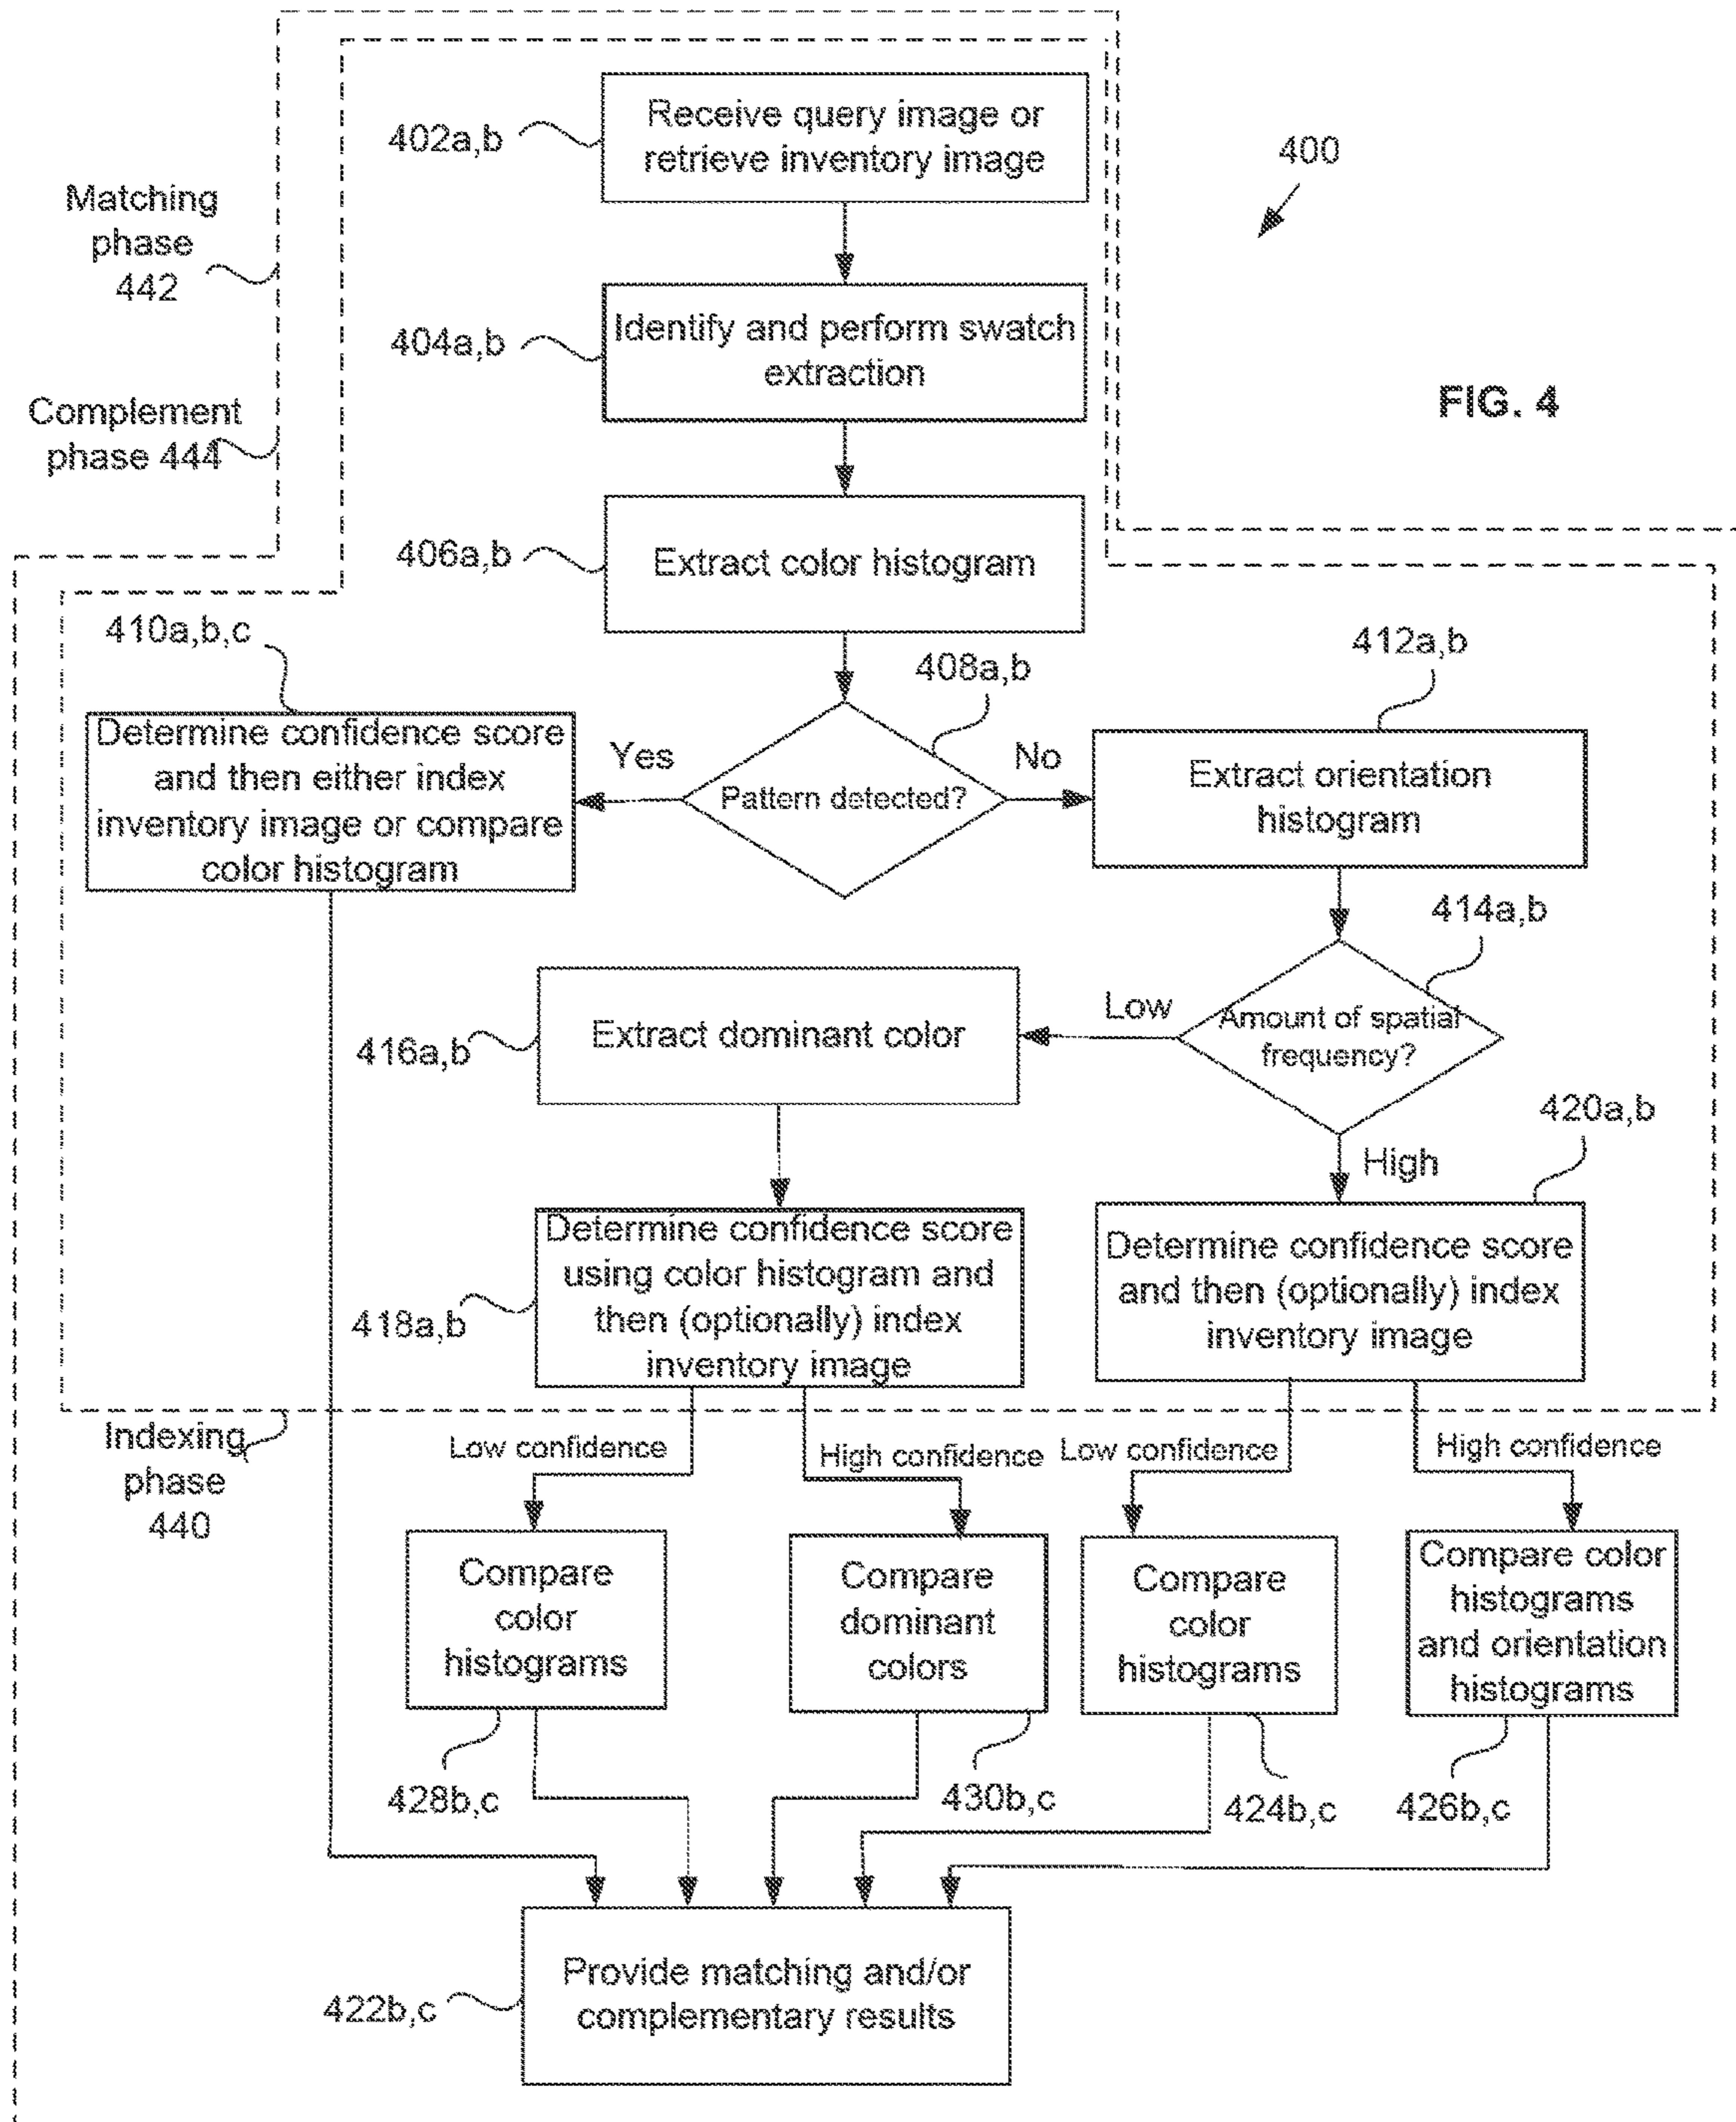 Receive query image or
retrieve inventory image
402a,b
400
Matching
phase
442
Identify and perform swatch
extraction
404a,b
FIG. 4
Complement
phase 444
Extract color histogram
406a,b
410a,b,c
408a,b
412a,b
Determine confidence score
and then either index
inventory image or compare
color histogram
Yes
Pattern detected?
No
Extract orientation
histogram
414a,b
Extract dominant color
416a,b
Low
Amount of spatial
frequency?
High
420a,b
Determine confidence score
using color histogram and
then (optionally) index
inventory image
418a,b
Determine confidence score
and then (optionally) index
inventory image
Indexing
phase
440
Low confidence
High confidence
Low confidence
High confidence
Compare
color
histograms
Compare
dominant
colors
Compare
color
histograms
Compare color
histograms
and orientation
histograms
428b,c
430b,c
424b,c
426b,c
Provide matching and/or
complementary results
422b,c